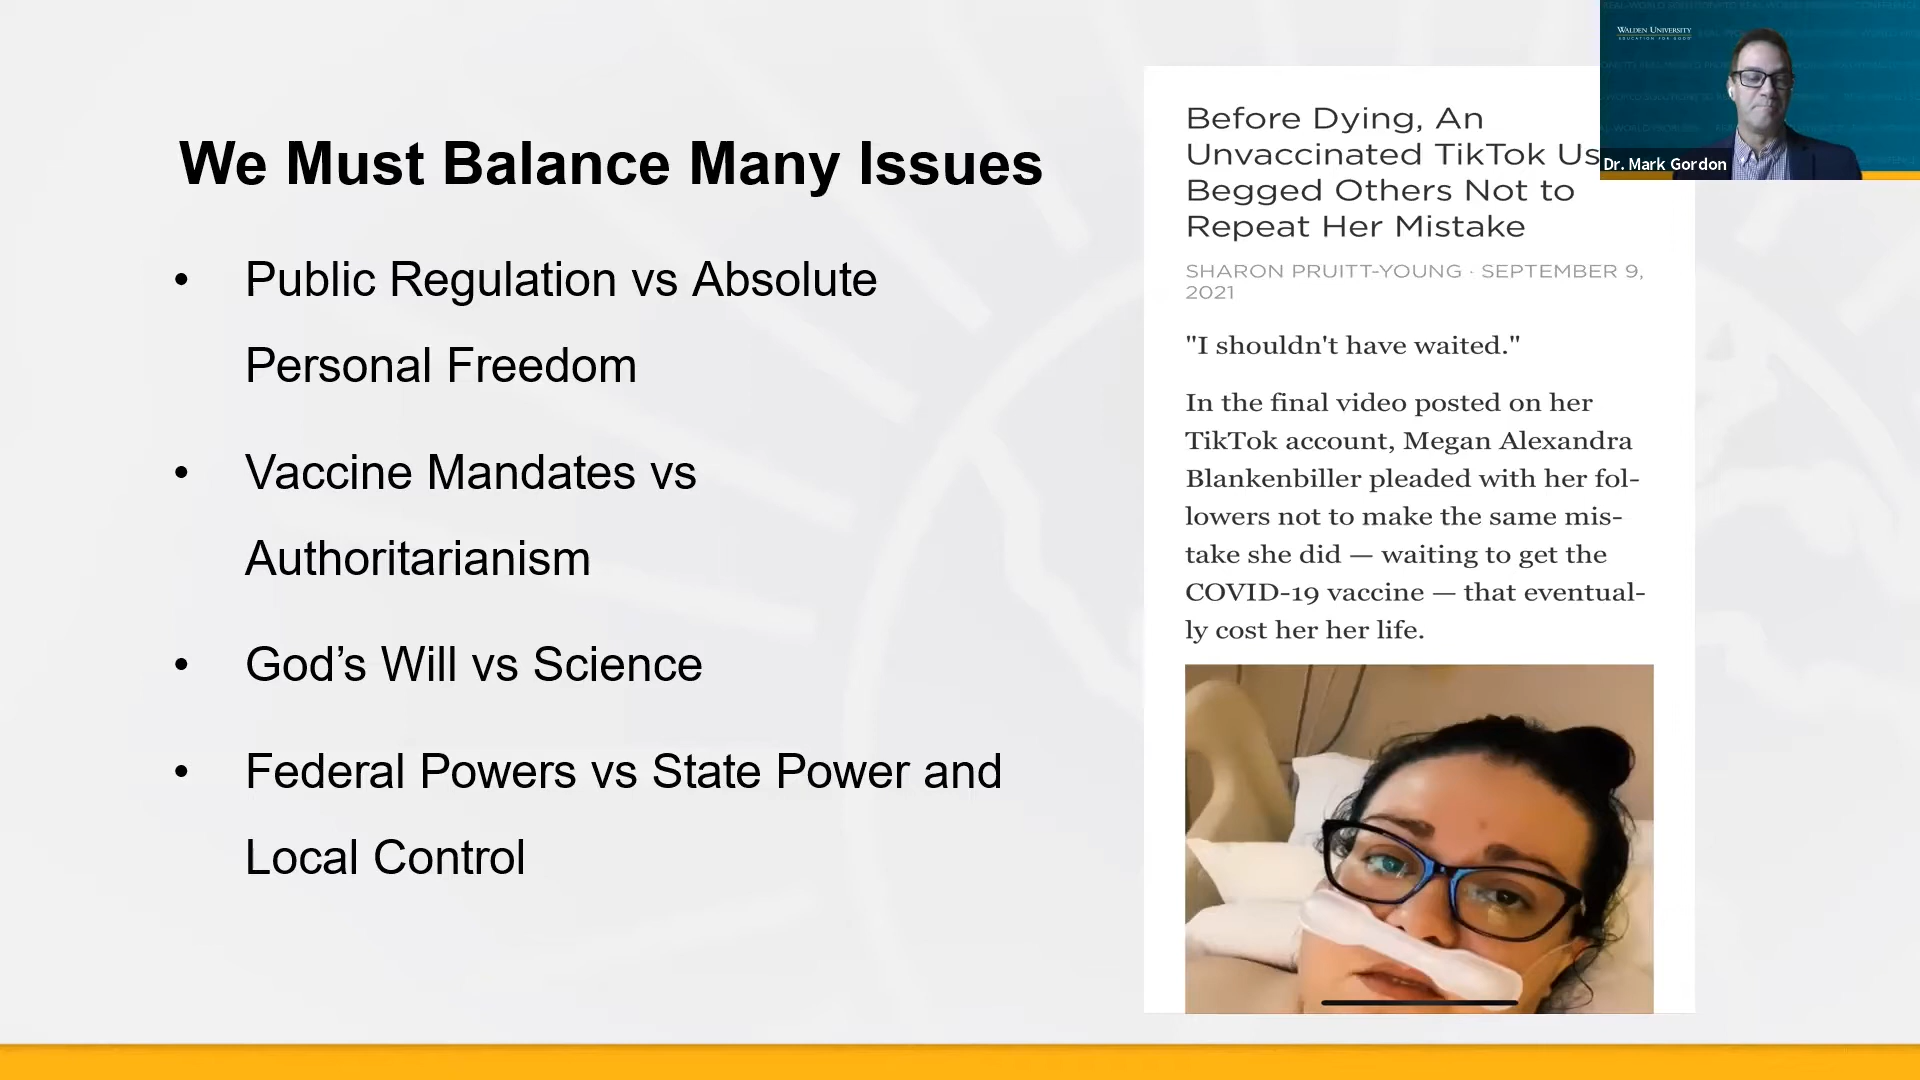 We Must Balance Many Issues
• Public Regulation vs Absolute
Personal Freedom
• Vaccine Mandates vs
Authoritarianism
• God’s Will vs Science
• Federal Powers vs State Power and
Local Control
Before Dying, An
Unvaccinated TikTok Us
Begged Others Not to
Repeat Her Mistake
SHARON PRUITT-YOUNG · SEPTEMBER 9,
2021
"I shouldn't have waited."
In the final video posted on her
TikTok account, Megan Alexandra
Blankenbiller pleaded with her fol-
lowers not to make the same mis-
take she did — waiting to get the
COVID-19 vaccine — that eventual-
ly cost her her life.
WALDEN UNIVERSITY
EDUCATION FOR GOOD
Dr. Mark Gordon